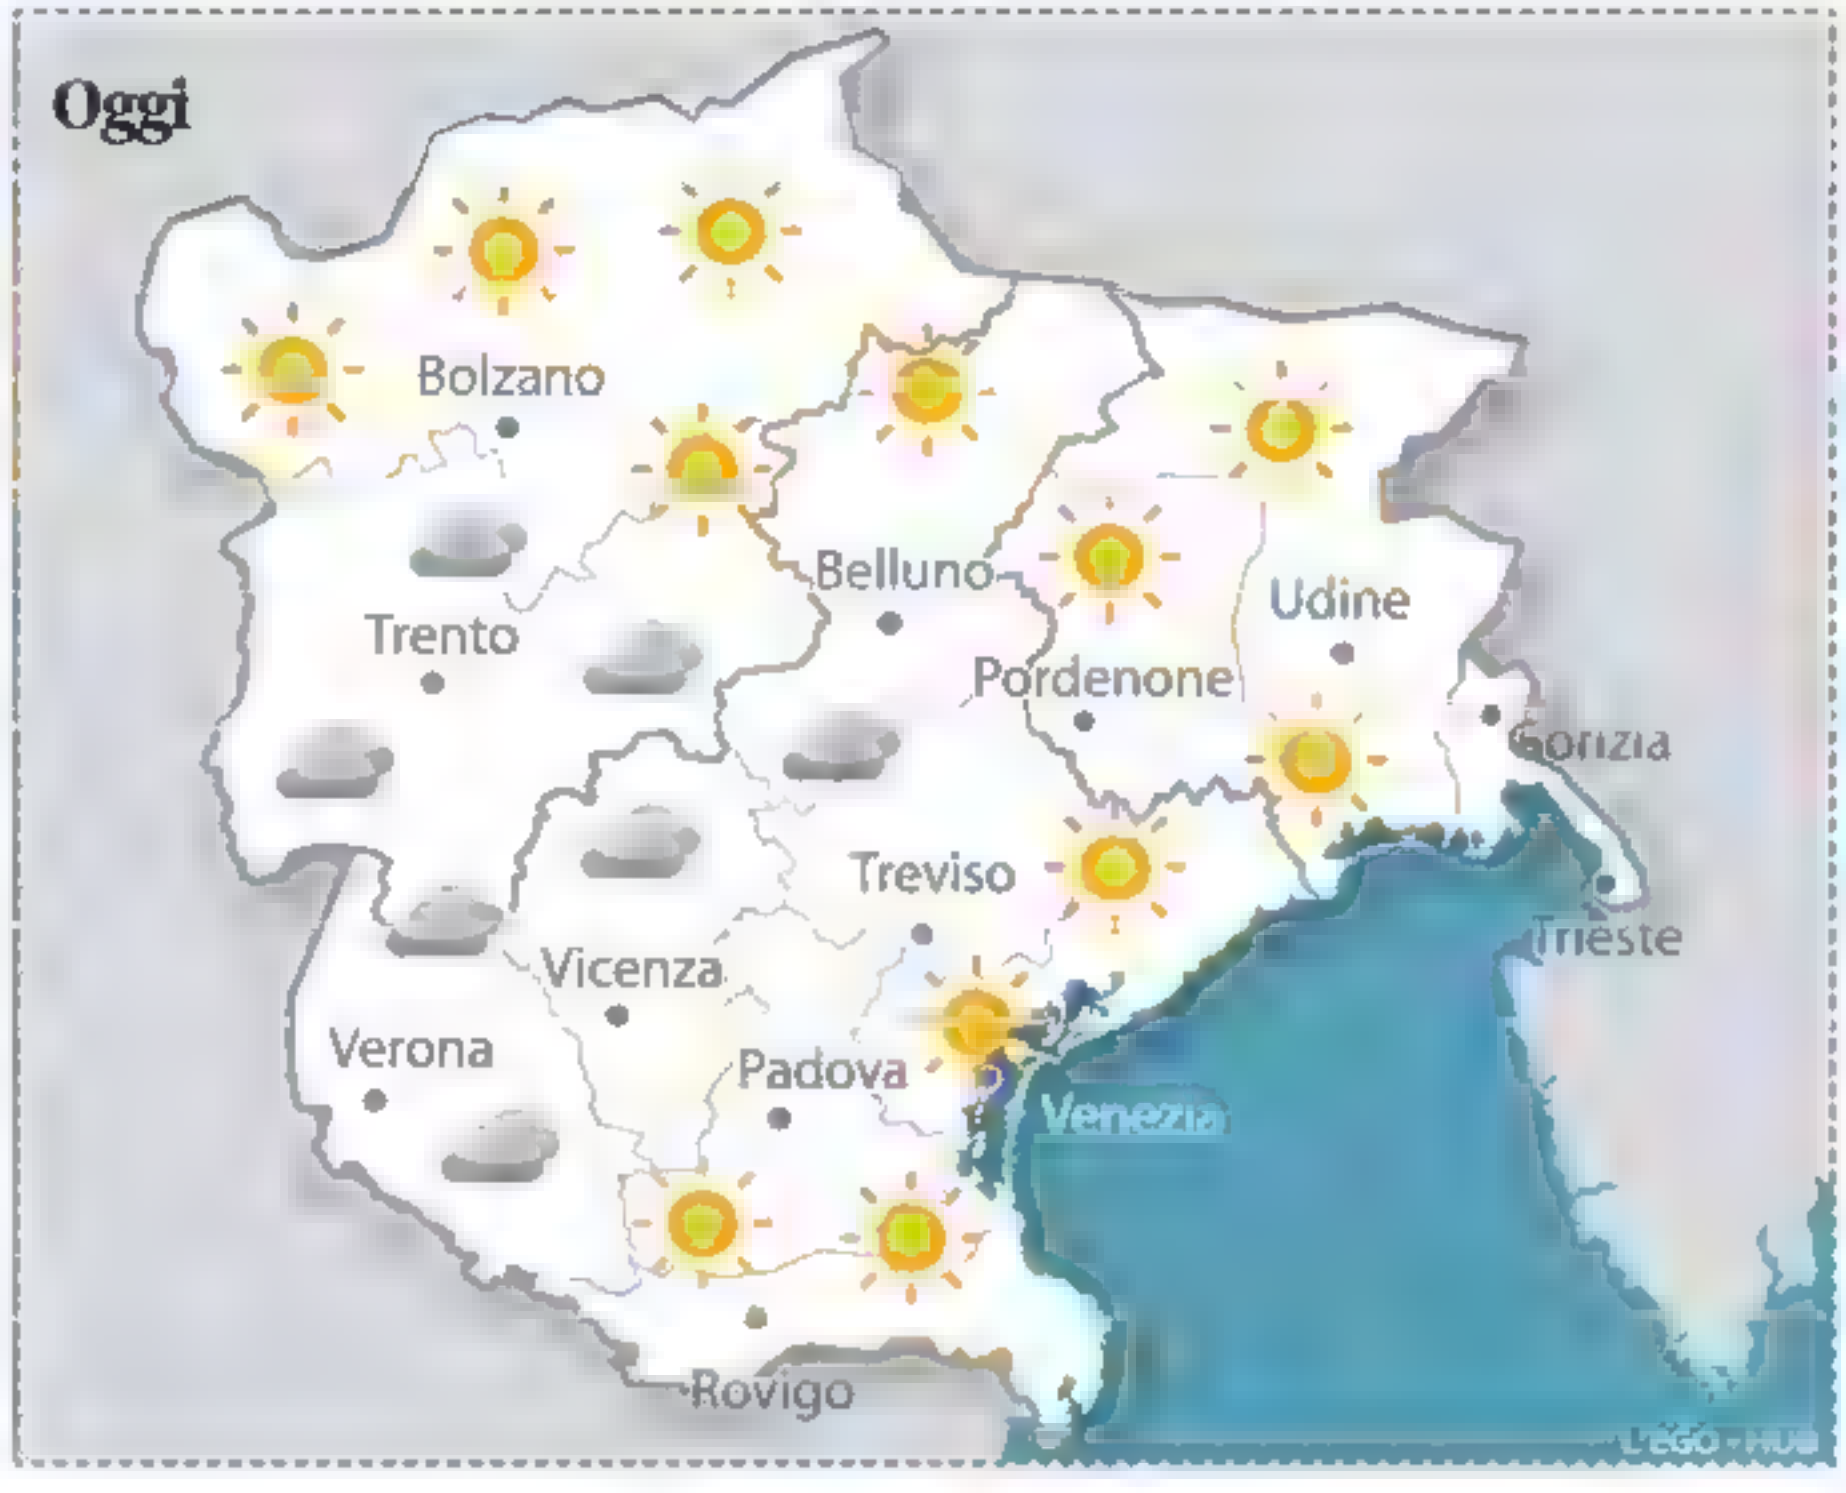 Oggi
Bolzano
Belluno
Udine
Trento
Pordenone
Gorizia
Treviso
Trieste
Vicenza
Verona
Padova
Venezia
Rovigo